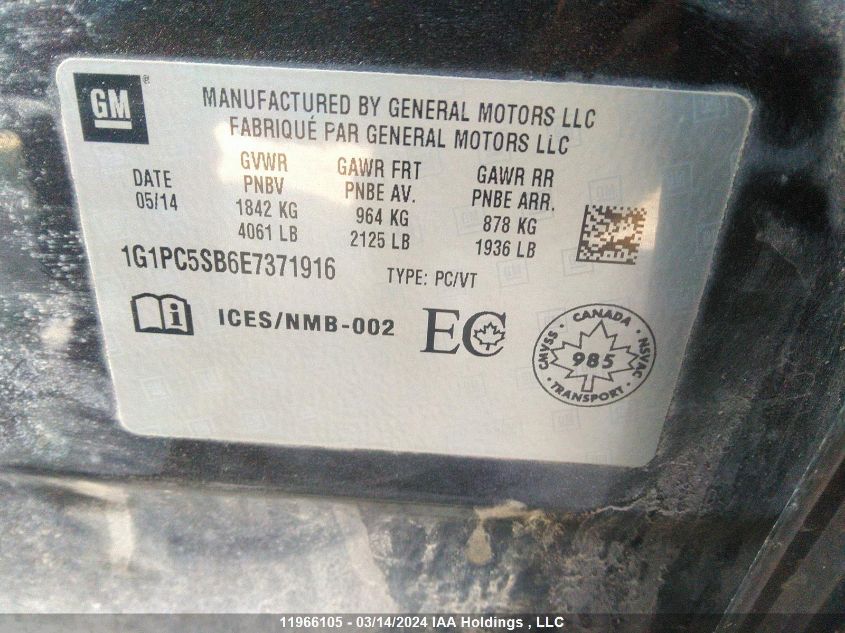 GM®
MANUFACTURED BY GENERAL MOTORS LLC
FABRIQUÉ PAR GENERAL MOTORS LLC
DATE
05/14
GVWR
PNBV
1842 KG
4061 LB
GAWR FRT
PNBE AV.
964 KG
2125 LB
GAWR RR
PNBE ARR.
878 KG
1936 LB
1G1PC5SB6E7371916
TYPE: PC/VT
i ICES/NMB-002
EC
CANADA
CMVSS • NSVAC
985
TRANSPORT
11966105 - 03/14/2024 IAA Holdings , LLC